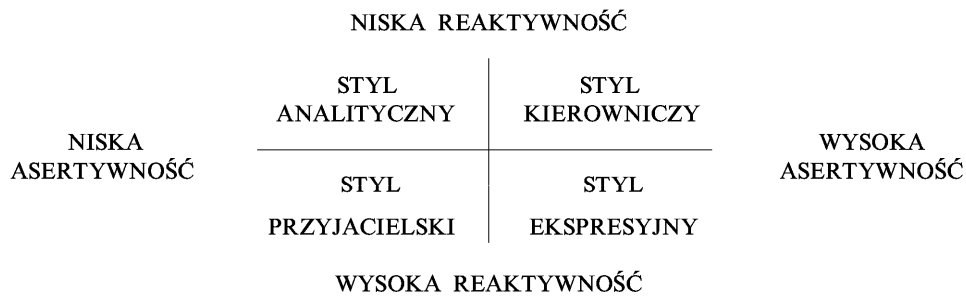 NISKA REAKTYWNOŚĆ
STYL
ANALITYCZNY
STYL
KIEROWNICZY
NISKA
ASERTYWNOŚĆ
WYSOKA
ASERTYWNOŚĆ
STYL
PRZYJACIELSKI
STYL
EKSPRESYJNY
WYSOKA REAKTYWNOŚĆ